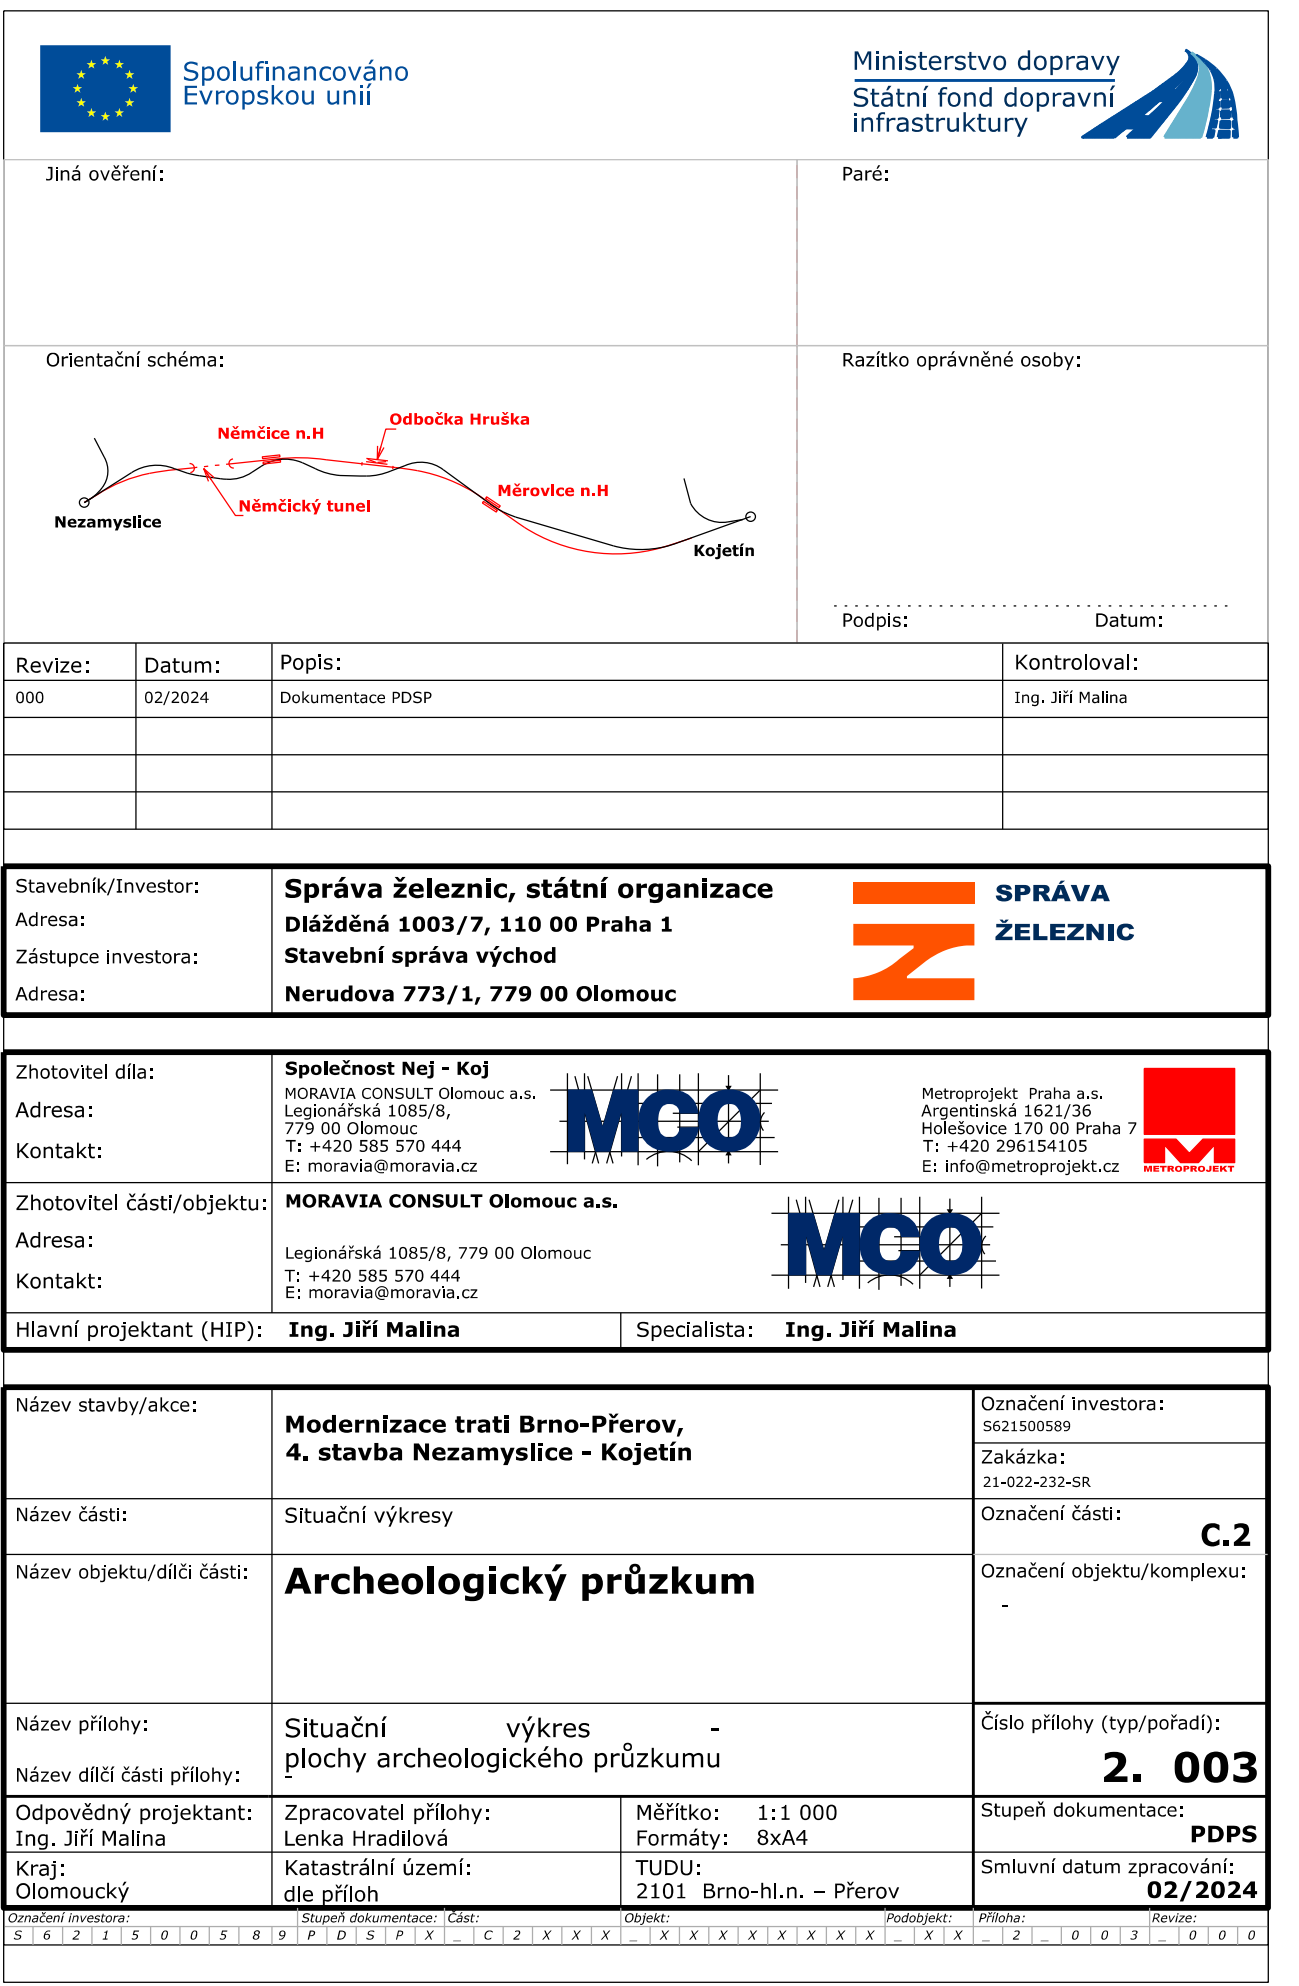 Spolufinancováno
Evropskou unií
Ministerstvo dopravy
Státní fond dopravní
infrastruktury
Jiná ověření:
Paré:
Orientační schéma:
Razítko oprávněné osoby:
Odbočka Hruška
Němčice n.H
Měrovlce n.H
Němčický tunel
Nezamyslice
Kojetín
Podpis: Datum:
Revize: Datum: Popis: Kontroloval:
000 02/2024 Dokumentace PDSP Ing. Jiří Malina
Stavebník/Investor: Správa železnic, státní organizace
Adresa: Dlážděná 1003/7, 110 00 Praha 1
Zástupce investora: Stavební správa východ
Adresa: Nerudova 773/1, 779 00 Olomouc
SPRÁVA
ŽELEZNIC
Zhotovitel díla: Společnost Nej - Koj
Adresa:
Kontakt:
MORAVIA CONSULT Olomouc a.s.
Legionářská 1085/8,
779 00 Olomouc
T: +420 585 570 444
E: moravia@moravia.cz
MCO
Metroprojekt Praha a.s.
Argentinská 1621/36
Holešovice 170 00 Praha 7
T: +420 296154105
E: info@metroprojekt.cz
METROPROJEKT
Zhotovitel části/objektu: MORAVIA CONSULT Olomouc a.s.
Adresa: Legionářská 1085/8, 779 00 Olomouc
Kontakt: T: +420 585 570 444
E: moravia@moravia.cz
MCO
Hlavní projektant (HIP): Ing. Jiří Malina Specialista: Ing. Jiří Malina
Název stavby/akce:
Modernizace trati Brno-Přerov,
4. stavba Nezamyslice - Kojetín
Označení investora:
S621500589
Zakázka:
21-022-232-SR
Název části: Situační výkresy
Označení části:
C.2
Název objektu/dílči části: Archeologický průzkum
Označení objektu/komplexu:
-
Název přílohy: Situační výkres -
plochy archeologického průzkumu
Název dílčí části přílohy: -
Číslo přílohy (typ/pořadí):
2. 003
Odpovědný projektant: Zpracovatel přílohy: Měřítko: 1:1 000 Stupeň dokumentace:
Ing. Jiří Malina Lenka Hradilová Formáty: 8xA4 PDPS
Kraj: Katastrální území: TUDU: Smluvní datum zpracování:
Olomoucký dle příloh 2101 Brno-hl.n. – Přerov 02/2024
Označení investora: Stupeň dokumentace: Část: Objekt: Podobjekt: Příloha: Revize:
S 6 2 1 5 0 0 5 8 9 P D S P X _ C 2 X X X _ X X X X X X X X _ X X _ 2 _ 0 0 3 _ 0 0 0